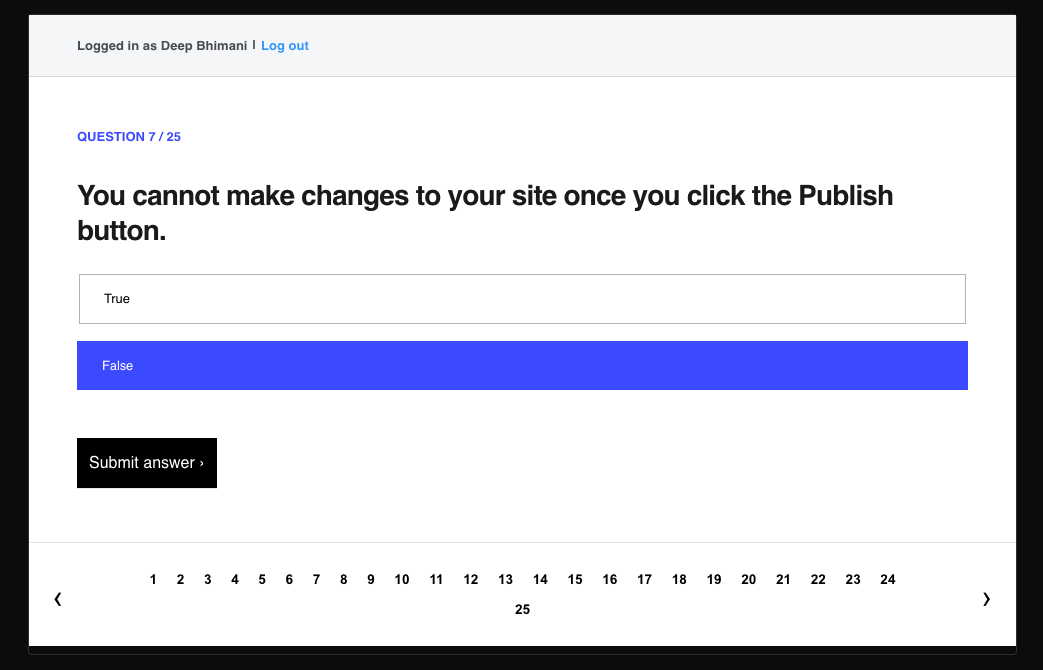 Logged in as Deep Bhimani | Log out
QUESTION 7 / 25
You cannot make changes to your site once you click the Publish
button.
True
False
Submit answer ›
1 2 3 4 5 6 7 8 9 10 11 12 13 14 15 16 17 18 19 20 21 22 23 24
‹ ›
25